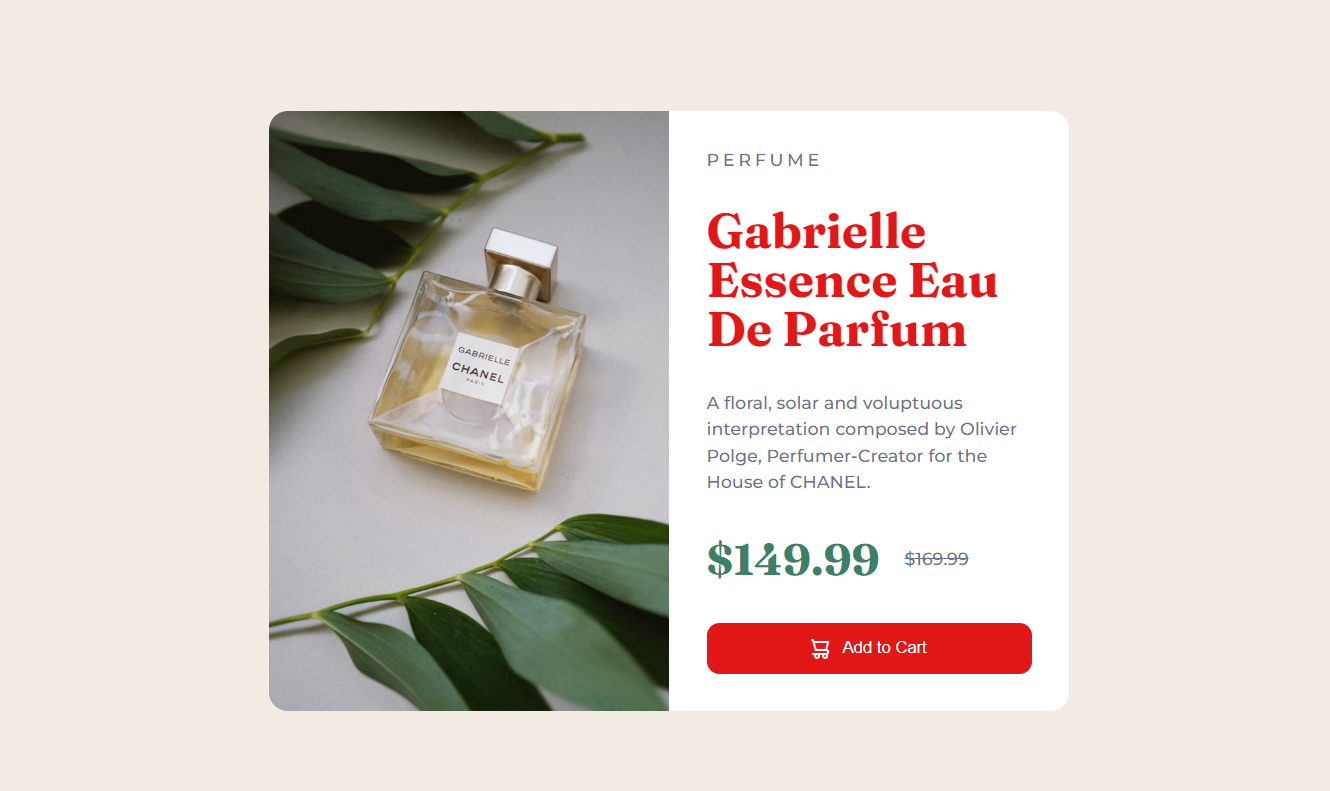 GABRIELLE
CHANEL
PARIS
PERFUME
Gabrielle
Essence Eau
De Parfum
A floral, solar and voluptuous
interpretation composed by Olivier
Polge, Perfumer-Creator for the
House of CHANEL.
$149.99 $169.99
Add to Cart